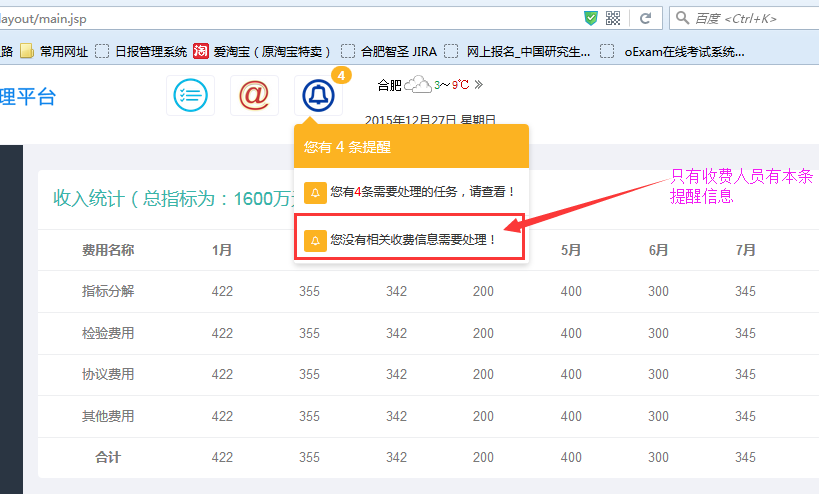 layout/main.jsp
百度 <Ctrl+K>
路 常用网址 日报管理系统 淘 爱淘宝（原淘宝特卖） 合肥智圣 JIRA 网上报名_中国研究生... oExam在线考试系统...
理平台
@
4
合肥 3～9℃ »
2015年12月27日 星期日
您有 4 条提醒
您有4条需要处理的任务，请查看！
您没有相关收费信息需要处理！
只有收费人员有本条
提醒信息
收入统计（总指标为：1600万
费用名称 1月 5月 6月 7月
指标分解 422 355 342 200 400 300 345
检验费用 422 355 342 200 400 300 345
协议费用 422 355 342 200 400 300 345
其他费用 422 355 342 200 400 300 345
合计 422 355 342 200 400 300 345